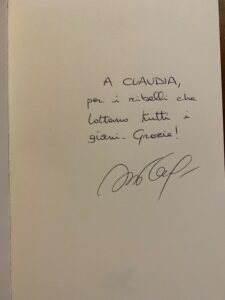 A CLAUDIA,
per i ribelli che
lottano tutti i
giorni. Grazie!